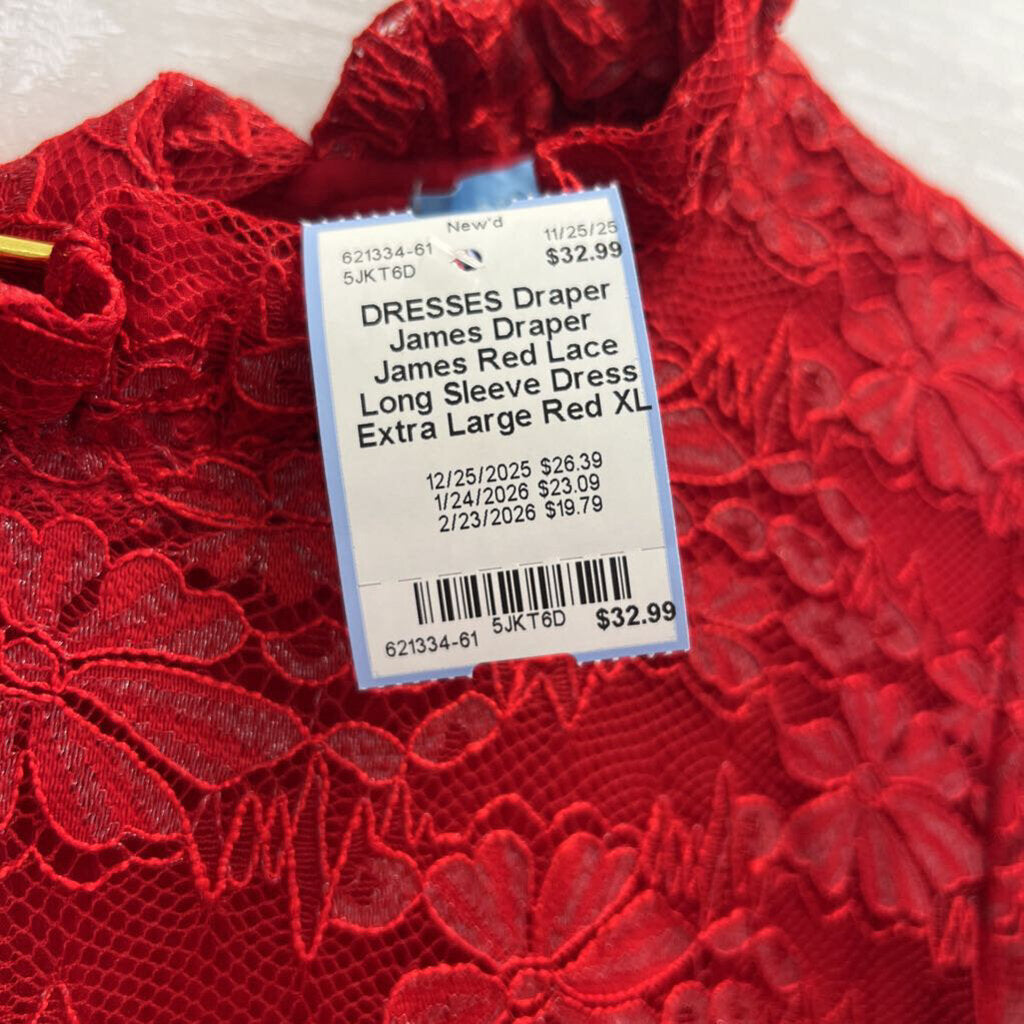 New'd
621334-61 11/25/25
5JKT6D $32.99
DRESSES Draper
James Draper
James Red Lace
Long Sleeve Dress
Extra Large Red XL
12/25/2025 $26.39
1/24/2026 $23.09
2/23/2026 $19.79
621334-61 5JKT6D $32.99